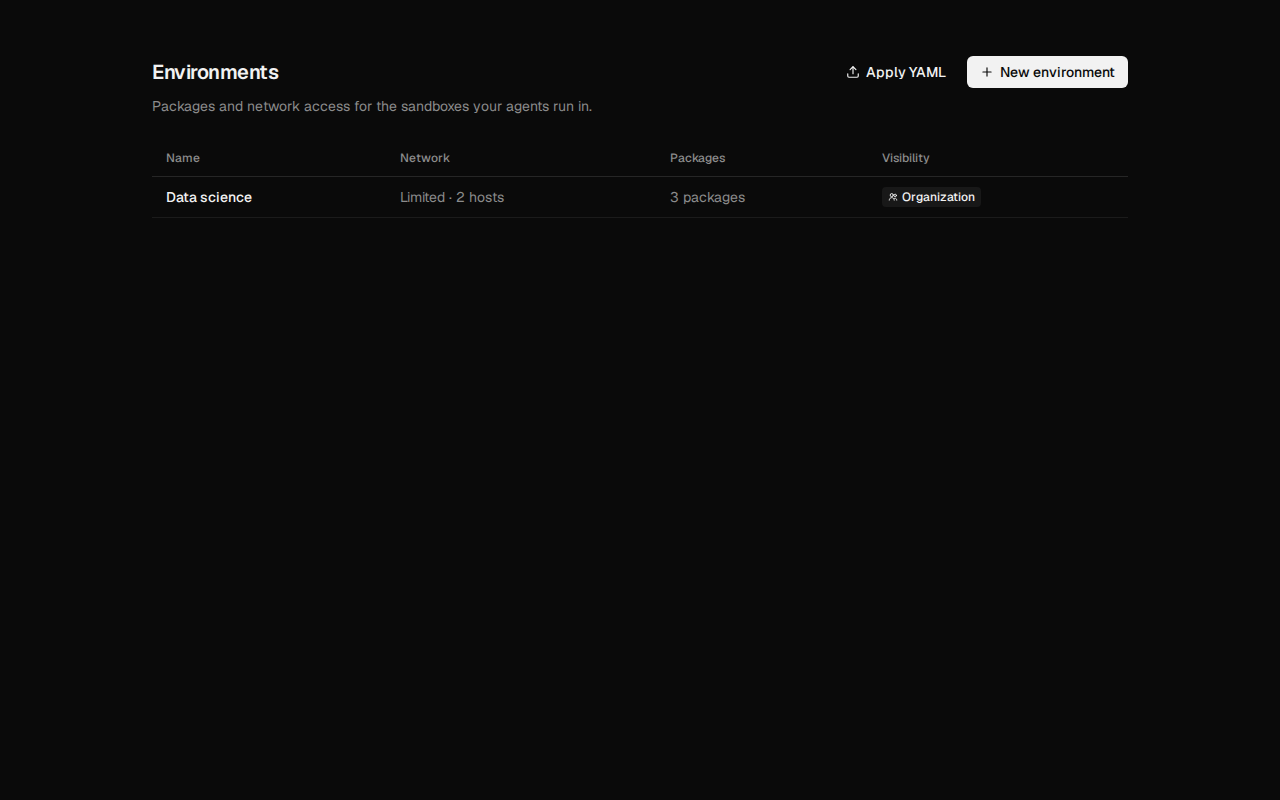 Environments
Apply YAML
New environment
Packages and network access for the sandboxes your agents run in.
Name Network Packages Visibility
Data science Limited · 2 hosts 3 packages Organization